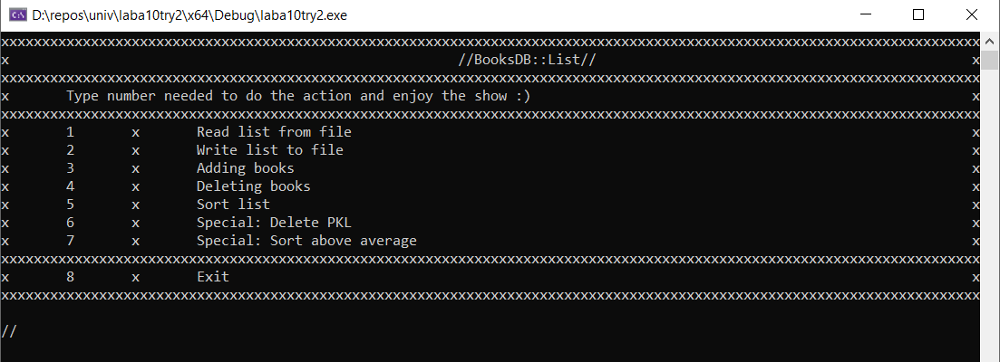 D:\repos\univ\laba10try2\x64\Debug\laba10try2.exe
xxxxxxxxxxxxxxxxxxxxxxxxxxxxxxxxxxxxxxxxxxxxxxxxxxxxxxxxxxxxxxxxxxxxxxxxxxxxxxxxxxxxxxxxxxxxxxxxxxxxxxxxxxxxxxxxxxxxxxxx
x //BooksDB::List// x
xxxxxxxxxxxxxxxxxxxxxxxxxxxxxxxxxxxxxxxxxxxxxxxxxxxxxxxxxxxxxxxxxxxxxxxxxxxxxxxxxxxxxxxxxxxxxxxxxxxxxxxxxxxxxxxxxxxxxxxx
x Type number needed to do the action and enjoy the show :) x
xxxxxxxxxxxxxxxxxxxxxxxxxxxxxxxxxxxxxxxxxxxxxxxxxxxxxxxxxxxxxxxxxxxxxxxxxxxxxxxxxxxxxxxxxxxxxxxxxxxxxxxxxxxxxxxxxxxxxxxx
x 1 x Read list from file x
x 2 x Write list to file x
x 3 x Adding books x
x 4 x Deleting books x
x 5 x Sort list x
x 6 x Special: Delete PKL x
x 7 x Special: Sort above average x
xxxxxxxxxxxxxxxxxxxxxxxxxxxxxxxxxxxxxxxxxxxxxxxxxxxxxxxxxxxxxxxxxxxxxxxxxxxxxxxxxxxxxxxxxxxxxxxxxxxxxxxxxxxxxxxxxxxxxxxx
x 8 x Exit x
xxxxxxxxxxxxxxxxxxxxxxxxxxxxxxxxxxxxxxxxxxxxxxxxxxxxxxxxxxxxxxxxxxxxxxxxxxxxxxxxxxxxxxxxxxxxxxxxxxxxxxxxxxxxxxxxxxxxxxxx
//